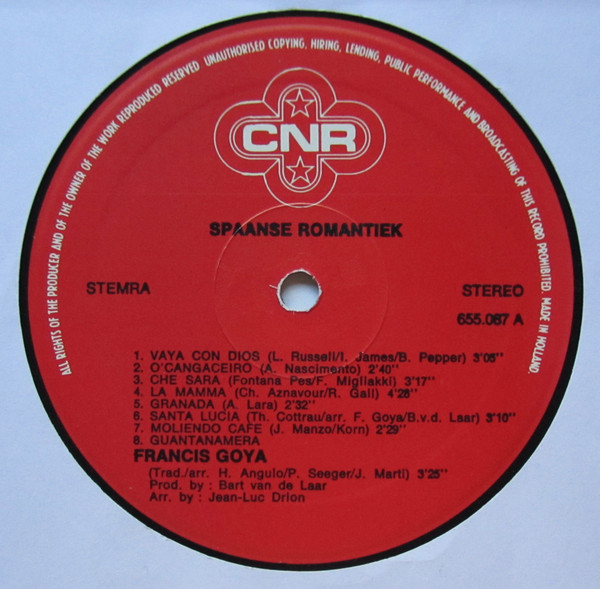 ALL RIGHTS OF THE PRODUCER AND OF THE OWNER OF THE WORK REPRODUCED RESERVED UNAUTHORISED COPYING, HIRING, LENDING, PUBLIC PERFORMANCE AND BROADCASTING OF THIS RECORD PROHIBITED MADE IN HOLLAND.
CNR
SPAANSE ROMANTIEK
STEMRA
STEREO
655.087 A
1. VAYA CON DIOS (L. Russell/I. James/B. Pepper) 3'05''
2. O'CANGACEIRO (A. Nascimento) 2'40''
3. CHE SARA (Fontana Pes/F. Migliakki) 3'17''
4. LA MAMMA (Ch. Aznavour/R. Gall) 4'28''
5. GRANADA (A. Lara) 2'32''
6. SANTA LUCIA (Th. Cottrau/arr. F. Goya/B.v.d. Laar) 3'10''
7. MOLIENDO CAFE (J. Manzo/Korn) 2'29''
8. GUANTANAMERA
FRANCIS GOYA
(Trad./arr. H. Angulo/P. Seeger/J. Marti) 3'25''
Prod. by : Bart van de Laar
Arr. by : Jean-Luc Drion